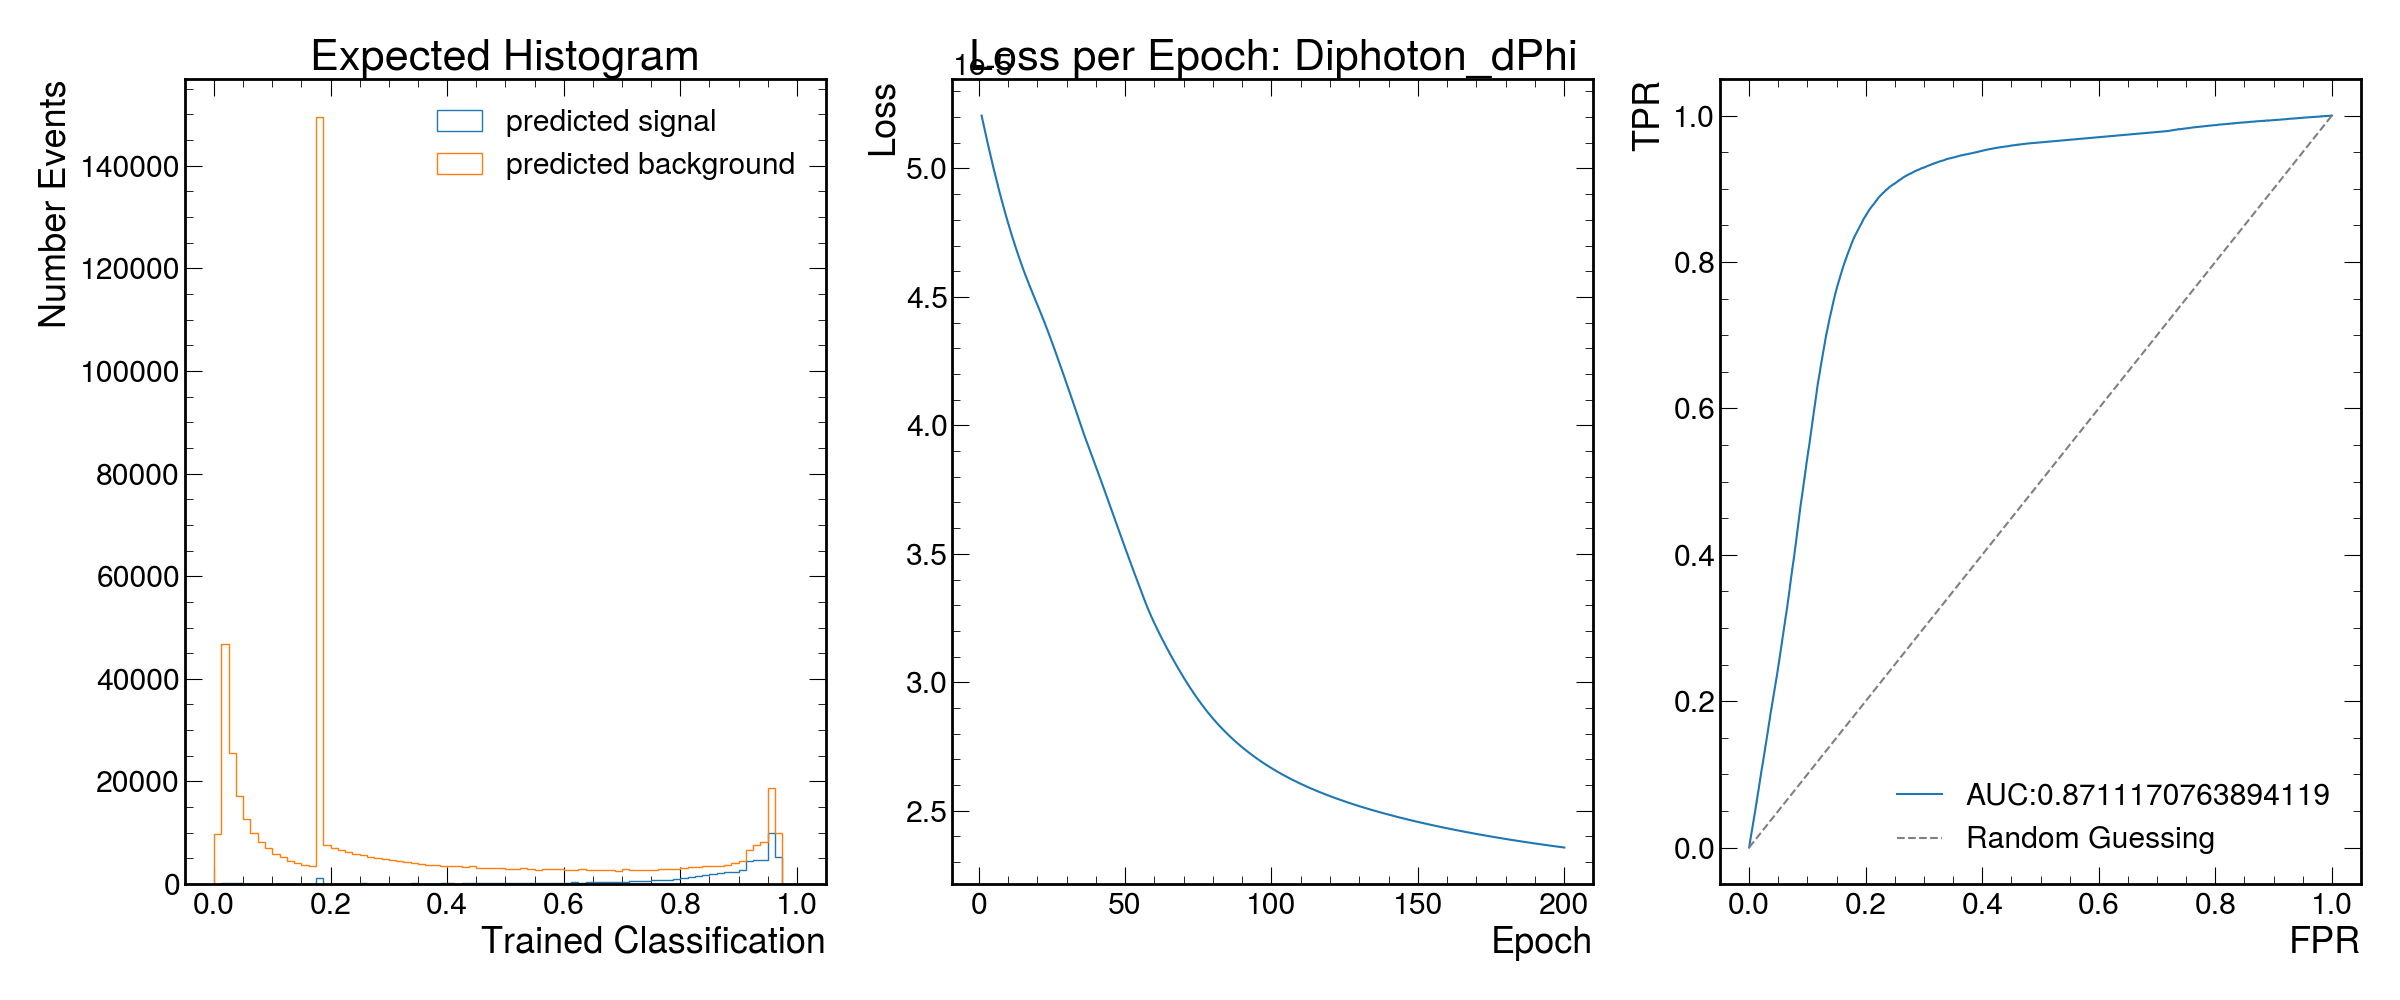 Expected Histogram
Number Events
predicted signal
predicted background
140000
120000
100000
80000
60000
40000
20000
0
0.0 0.2 0.4 0.6 0.8 1.0
Trained Classification
Loss per Epoch: Diphoton_dPhi
1e-5
Loss
5.0
4.5
4.0
3.5
3.0
2.5
0 50 100 150 200
Epoch
TPR
1.0
0.8
0.6
0.4
0.2
0.0
AUC:0.8711170763894119
Random Guessing
0.0 0.2 0.4 0.6 0.8 1.0
FPR